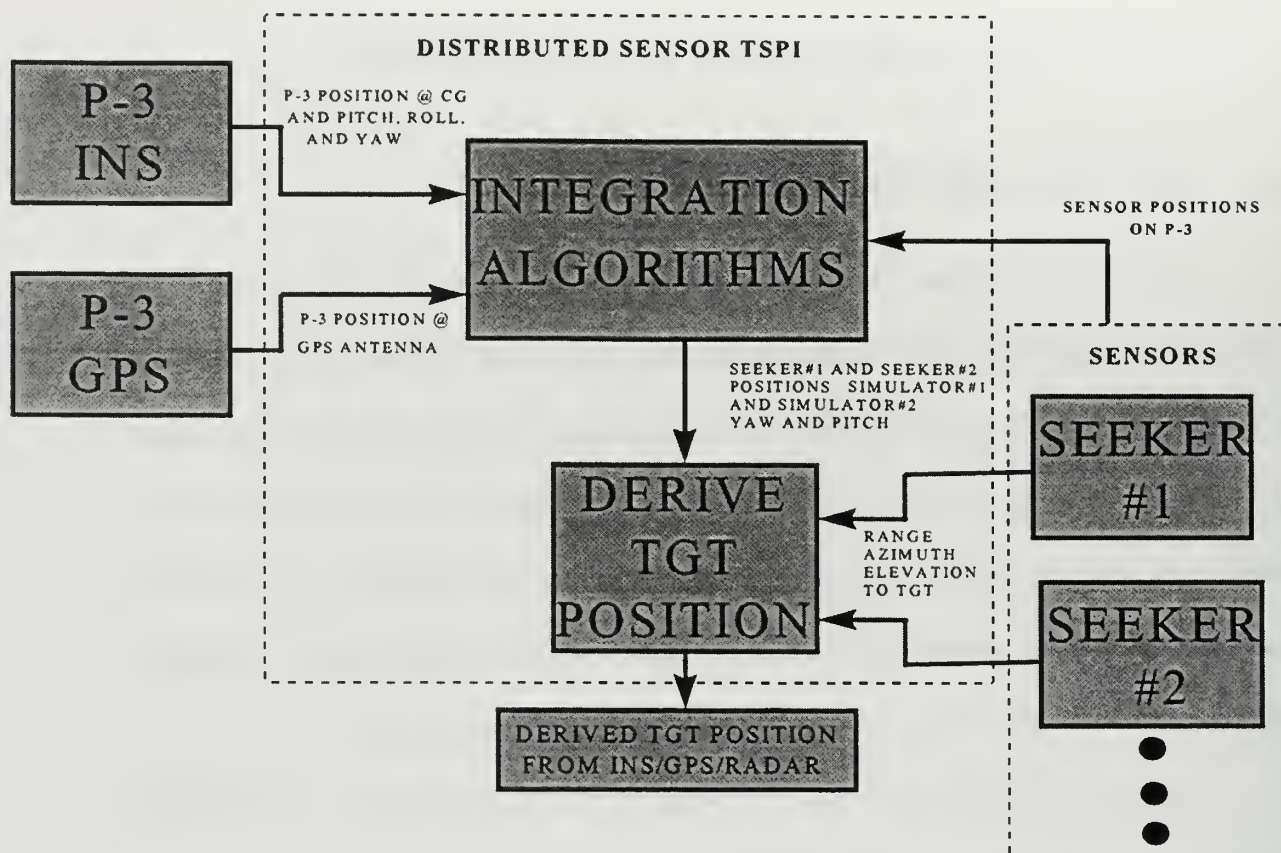 DISTRIBUTED SENSOR TSPI
P-3
INS
P-3 POSITION @ CG
AND PITCH, ROLL,
AND YAW
INTEGRATION
ALGORITHMS
SENSOR POSITIONS
ON P-3
P-3
GPS
P-3 POSITION @
GPS ANTENNA
SEEKER#1 AND SEEKER#2
POSITIONS SIMULATOR#1
AND SIMULATOR#2
YAW AND PITCH
SENSORS
SEEKER
#1
DERIVE
TGT
POSITION
RANGE
AZIMUTH
ELEVATION
TO TGT
SEEKER
#2
DERIVED TGT POSITION
FROM INS/GPS/RADAR